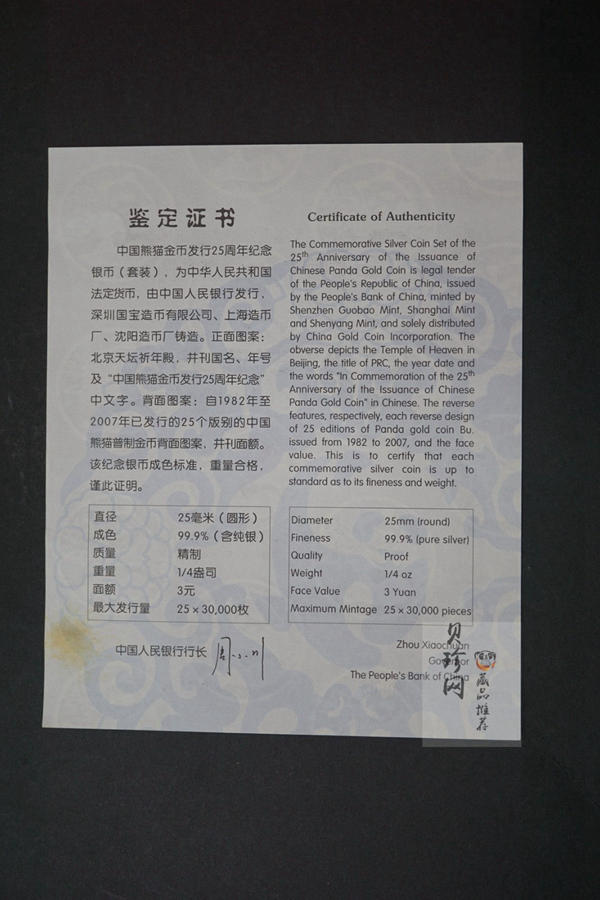 鉴定证书
中国熊猫金币发行25周年纪念
银币（套装），为中华人民共和国
法定货币，由中国人民银行发行，
深圳国宝造币有限公司、上海造币
厂、沈阳造币厂铸造。正面图案：
北京天坛祈年殿，并刊国名、年号
及“中国熊猫金币发行25周年纪念”
中文字。背面图案：自1982年至
2007年已发行的25个版别的中国
熊猫普制金币背面图案，并刊面额。
该纪念银币成色标准，重量合格，
谨此证明。
直径 25毫米（圆形）
成色 99.9%（含纯银）
质量 精制
重量 1/4盎司
面额 3元
最大发行量 25×30,000枚
中国人民银行行长 周小川
Certificate of Authenticity
The Commemorative Silver Coin Set of the
25th Anniversary of the Issuance of
Chinese Panda Gold Coin is legal tender
of the People's Republic of China, issued
by the People's Bank of China, minted by
Shenzhen Guobao Mint, Shanghai Mint
and Shenyang Mint, and solely distributed
by China Gold Coin Incorporation. The
obverse depicts the Temple of Heaven in
Beijing, the title of PRC, the year date and
the words "In Commemoration of the 25th
Anniversary of the Issuance of Chinese
Panda Gold Coin" in Chinese. The reverse
features, respectively, each reverse design
of 25 editions of Panda gold coin Bu.
issued from 1982 to 2007, and the face
value. This is to certify that each
commemorative silver coin is up to
standard as to its fineness and weight.
Diameter 25mm (round)
Fineness 99.9% (pure silver)
Quality Proof
Weight 1/4 oz
Face Value 3 Yuan
Maximum Mintage 25 × 30,000 pieces
Zhou Xiaochuan
Governor
The People's Bank of China
贝珍网
藏品推荐